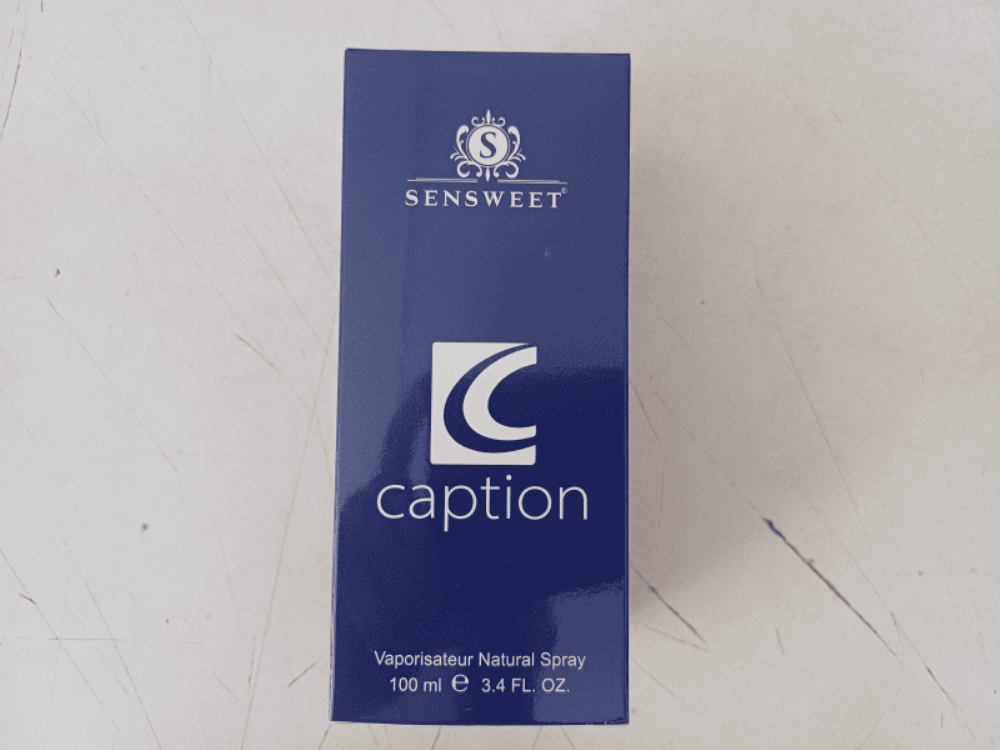 S
SENSWEET®
caption
Vaporisateur Natural Spray
100 ml ℮ 3.4 FL. OZ.